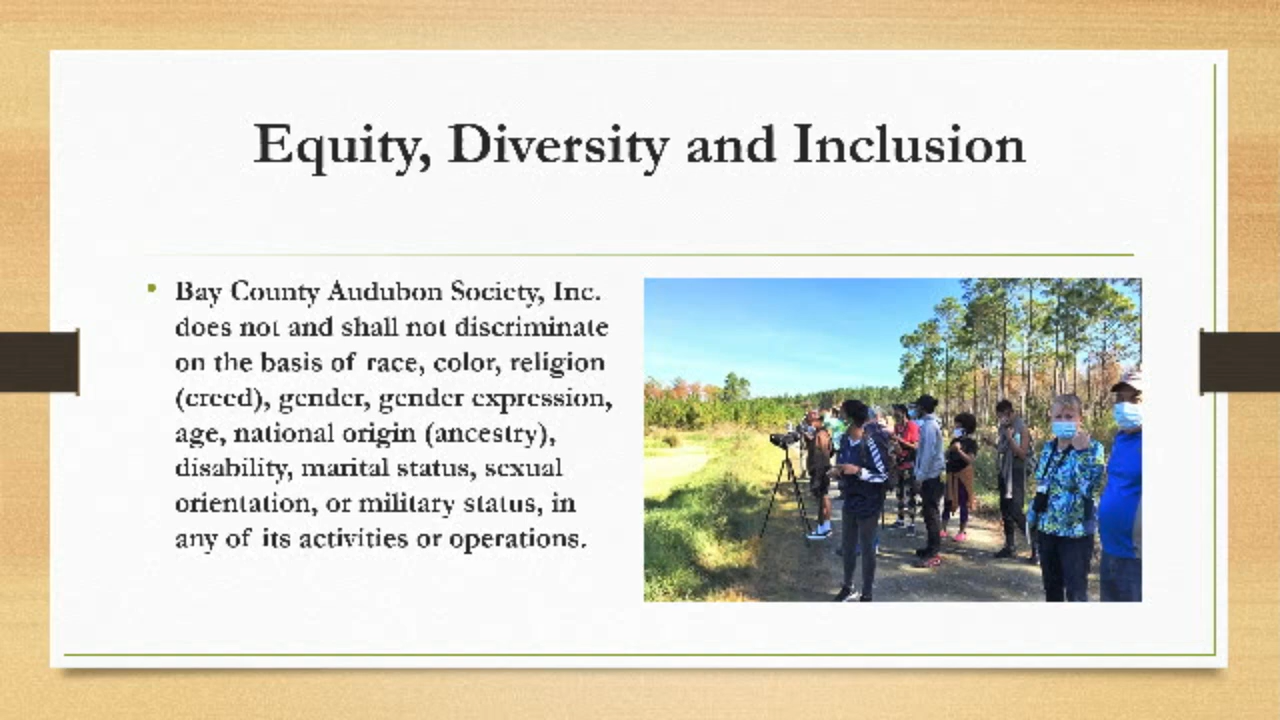 Equity, Diversity and Inclusion
• Bay County Audubon Society, Inc.
does not and shall not discriminate
on the basis of race, color, religion
(creed), gender, gender expression,
age, national origin (ancestry),
disability, marital status, sexual
orientation, or military status, in
any of its activities or operations.